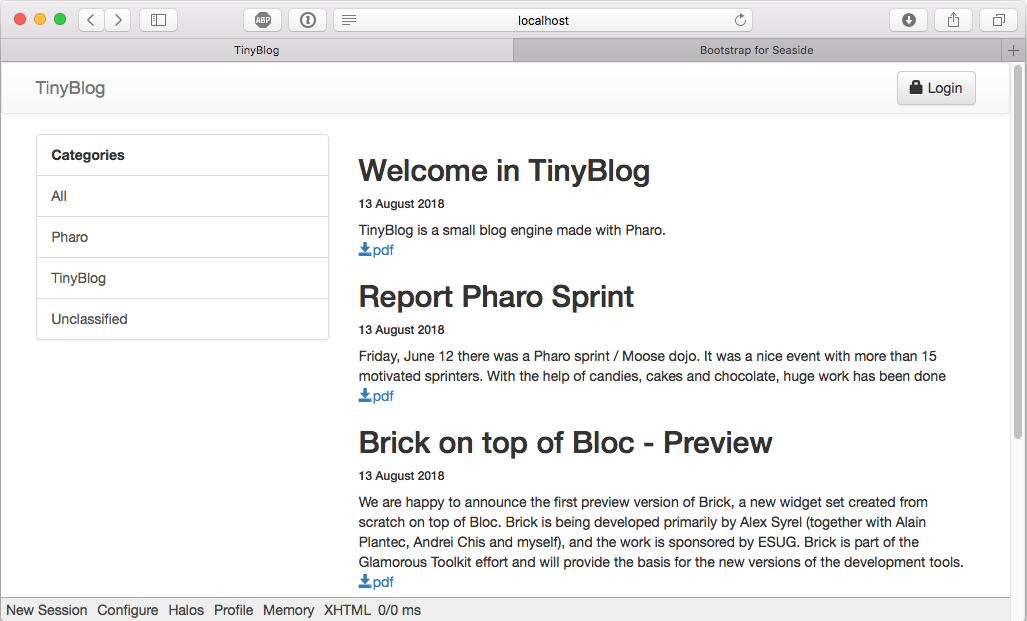 ABP
localhost
TinyBlog
Bootstrap for Seaside
TinyBlog
Login
Categories
All
Pharo
TinyBlog
Unclassified
Welcome in TinyBlog
13 August 2018
TinyBlog is a small blog engine made with Pharo.
pdf
Report Pharo Sprint
13 August 2018
Friday, June 12 there was a Pharo sprint / Moose dojo. It was a nice event with more than 15
motivated sprinters. With the help of candies, cakes and chocolate, huge work has been done
pdf
Brick on top of Bloc - Preview
13 August 2018
We are happy to announce the first preview version of Brick, a new widget set created from
scratch on top of Bloc. Brick is being developed primarily by Alex Syrel (together with Alain
Plantec, Andrei Chis and myself), and the work is sponsored by ESUG. Brick is part of the
Glamorous Toolkit effort and will provide the basis for the new versions of the development tools.
pdf
New Session Configure Halos Profile Memory XHTML 0/0 ms